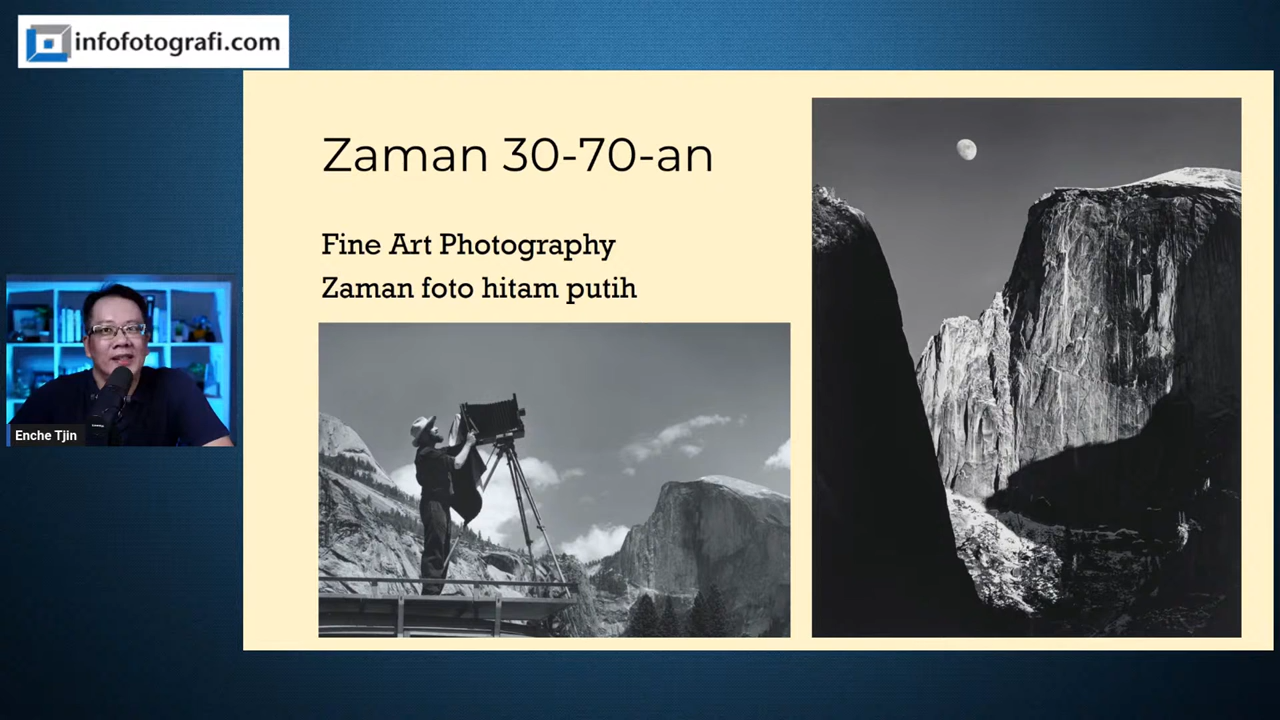 infofotografi.com
Zaman 30-70-an
Fine Art Photography
Zaman foto hitam putih
Enche Tjin